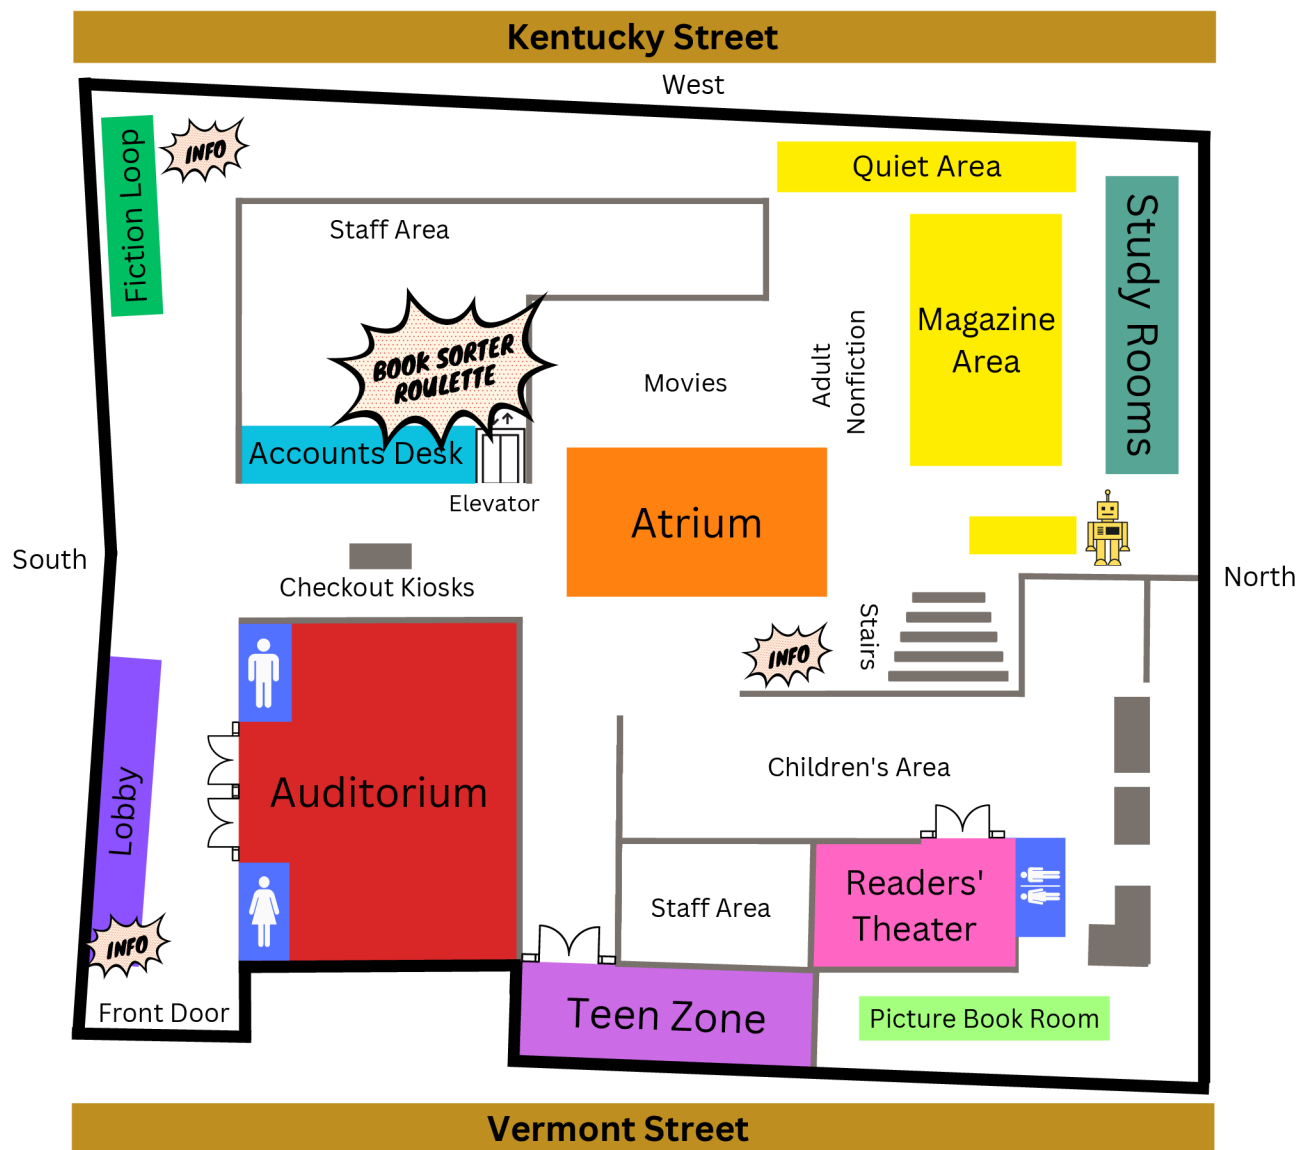 Kentucky Street
West
INFO
Fiction Loop
Quiet Area
Study Rooms
Staff Area
Magazine
Area
Adult
Nonfiction
BOOK SORTER
ROULETTE
Movies
Accounts Desk
Elevator
Atrium
South
North
Checkout Kiosks
Stairs
INFO
Lobby
Auditorium
Children's Area
Readers'
Theater
Staff Area
INFO
Front Door
Teen Zone
Picture Book Room
Vermont Street